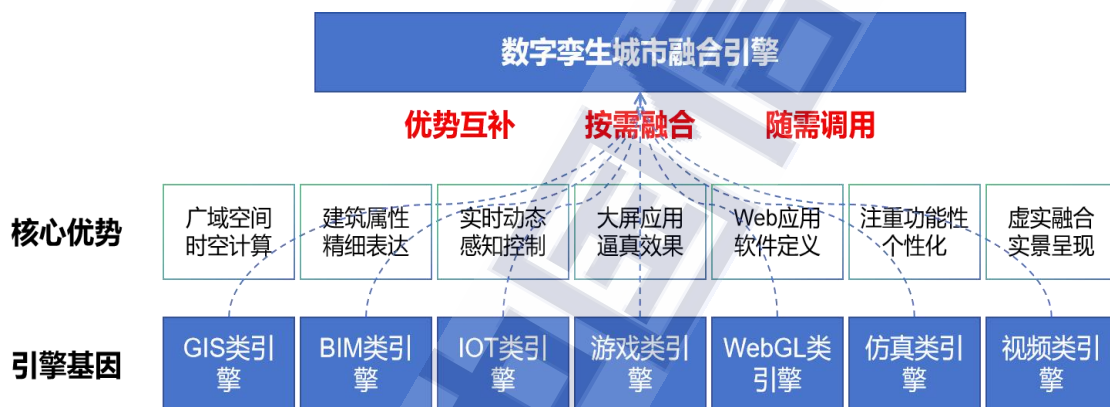 数字孪生城市融合引擎
优势互补 按需融合 随需调用
核心优势
广域空间
时空计算
建筑属性
精细表达
实时动态
感知控制
大屏应用
逼真效果
Web应用
软件定义
注重功能性
个性化
虚实融合
实景呈现
引擎基因
GIS类引
擎
BIM类引
擎
IOT类引
擎
游戏类引
擎
WebGL类
引擎
仿真类引
擎
视频类引
擎